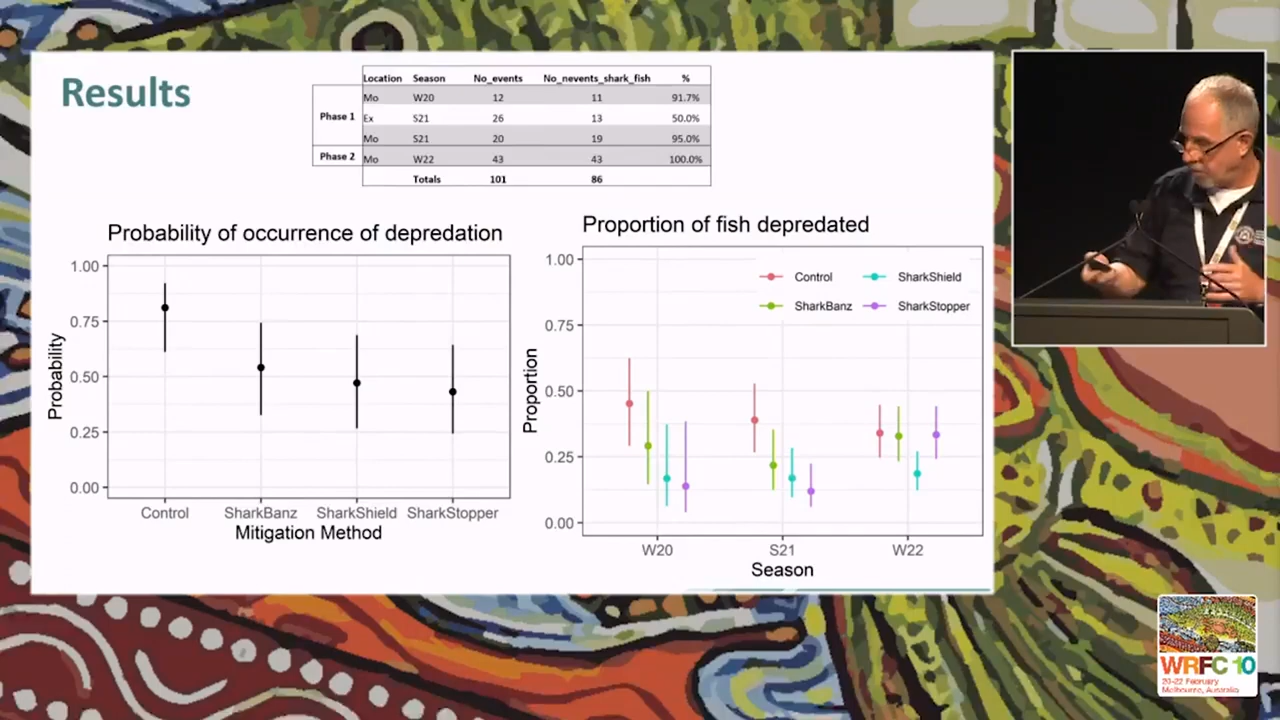 Results
Location Season No_events No_nevents_shark_fish %
Phase 1
Mo W20 12 11 91.7%
Ex S21 26 13 50.0%
Mo S21 20 19 95.0%
Phase 2 Mo W22 43 43 100.0%
Totals 101 86
Probability of occurrence of depredation
1.00
0.75
0.50
0.25
0.00
Probability
Control SharkBanz SharkShield SharkStopper
Mitigation Method
Proportion of fish depredated
Control SharkShield
SharkBanz SharkStopper
1.00
0.75
0.50
0.25
0.00
Proportion
W20 S21 W22
Season
WRFC 10
20-22 February
Melbourne, Australia